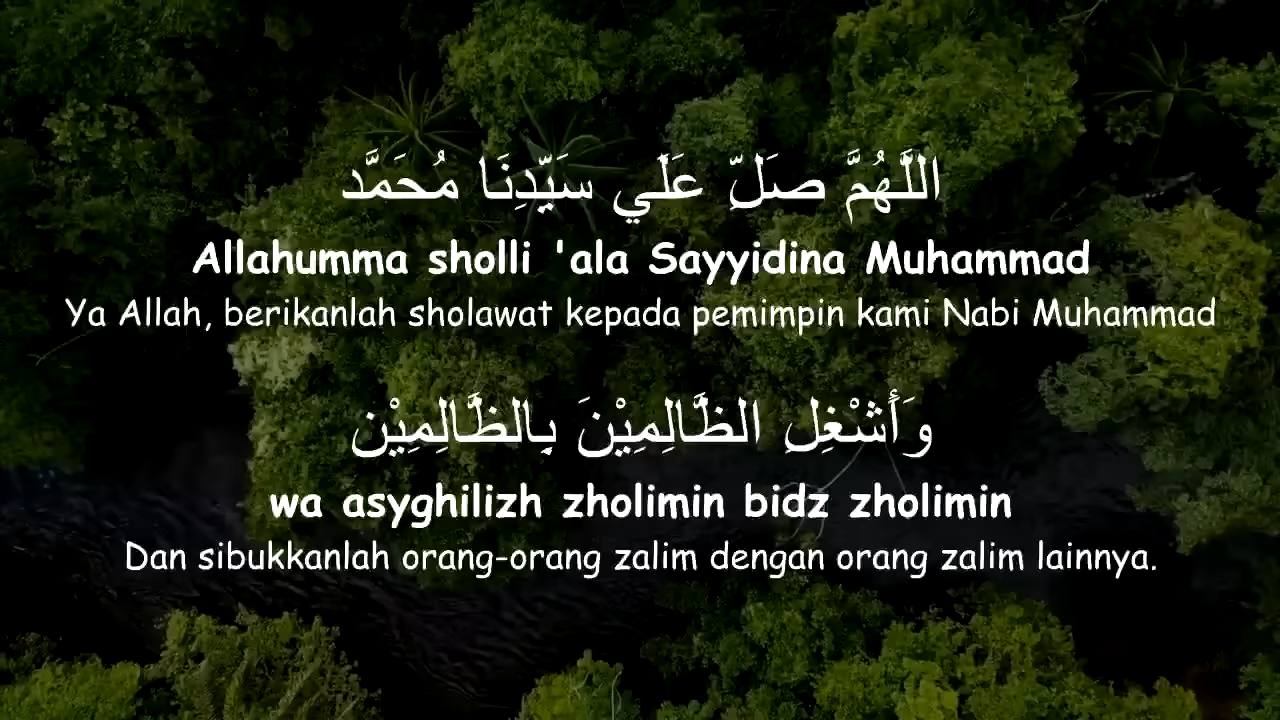 اللَّهُمَّ صَلِّ عَلَي سَيِّدِنَا مُحَمَّد
Allahumma sholli 'ala Sayyidina Muhammad
Ya Allah, berikanlah sholawat kepada pemimpin kami Nabi Muhammad
وَأَشْغِلِ الظَّالِمِيْنَ بِالظَّالِمِيْن
wa asyghilizh zholimin bidz zholimin
Dan sibukkanlah orang-orang zalim dengan orang zalim lainnya.